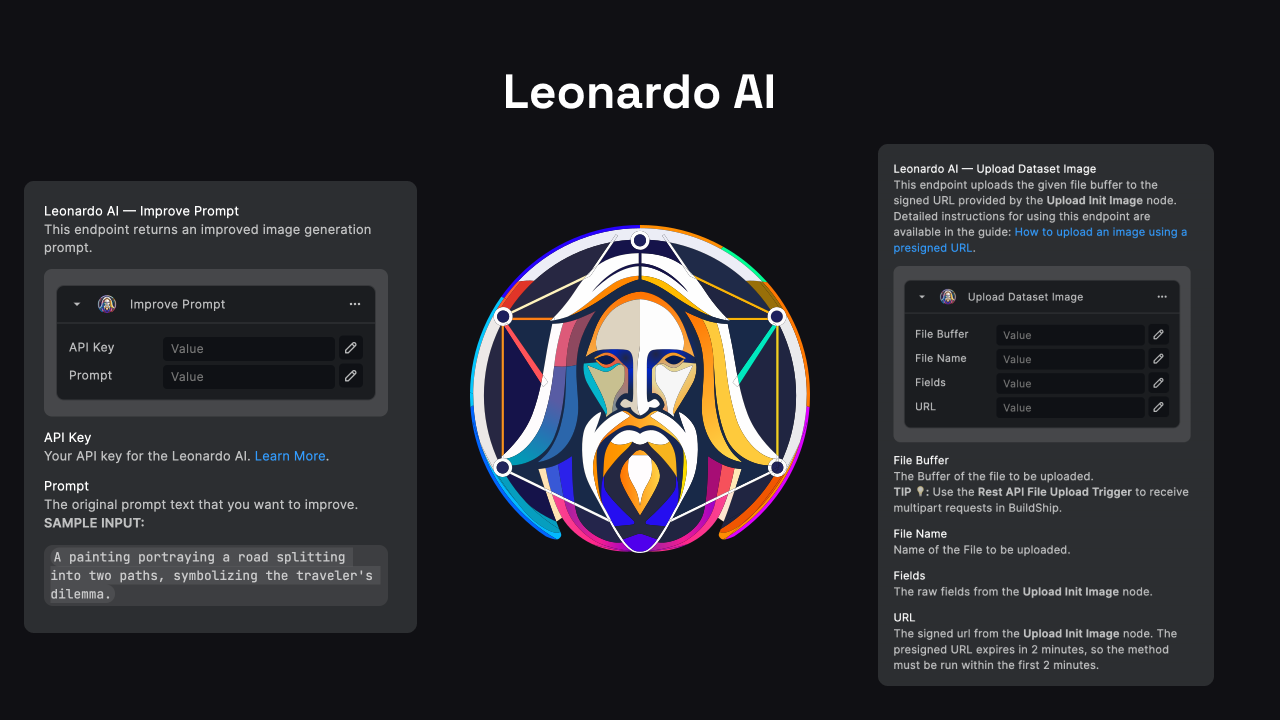 Leonardo AI
Leonardo AI — Improve Prompt
This endpoint returns an improved image generation
prompt.
Improve Prompt
API Key
Value
Prompt
Value
API Key
Your API key for the Leonardo AI. Learn More.
Prompt
The original prompt text that you want to improve.
SAMPLE INPUT:
A painting portraying a road splitting
into two paths, symbolizing the traveler's
dilemma.
Leonardo AI — Upload Dataset Image
This endpoint uploads the given file buffer to the
signed URL provided by the Upload Init Image node.
Detailed instructions for using this endpoint are
available in the guide: How to upload an image using a
presigned URL.
Upload Dataset Image
File Buffer
Value
File Name
Value
Fields
Value
URL
Value
File Buffer
The Buffer of the file to be uploaded.
TIP 💡: Use the Rest API File Upload Trigger to receive
multipart requests in BuildShip.
File Name
Name of the File to be uploaded.
Fields
The raw fields from the Upload Init Image node.
URL
The signed url from the Upload Init Image node. The
presigned URL expires in 2 minutes, so the method
must be run within the first 2 minutes.